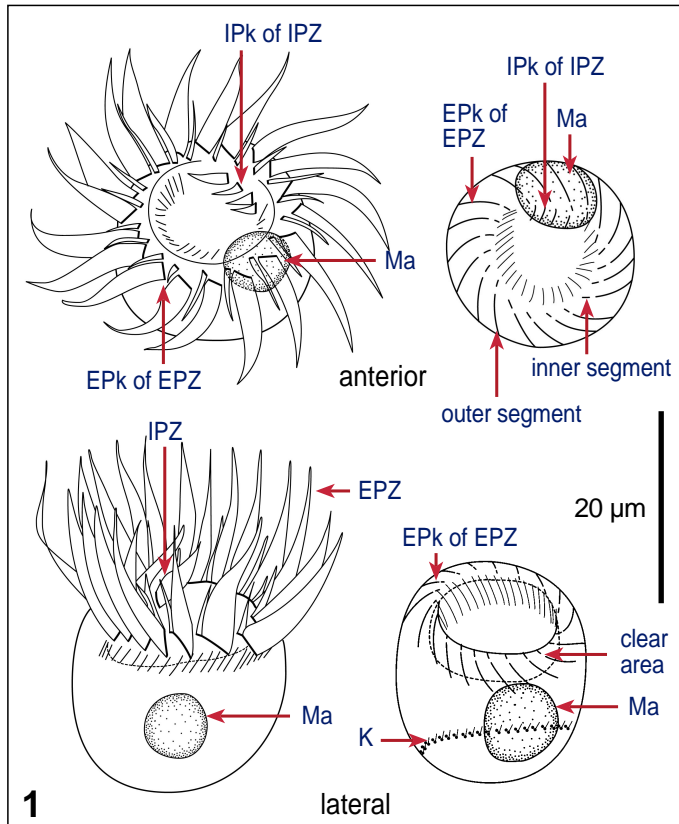 IPk of IPZ
IPk of IPZ
EPk of
EPZ
Ma
Ma
EPk of EPZ
anterior
inner segment
outer segment
IPZ
EPZ
20 µm
EPk of EPZ
clear
area
Ma
Ma
K
1
lateral